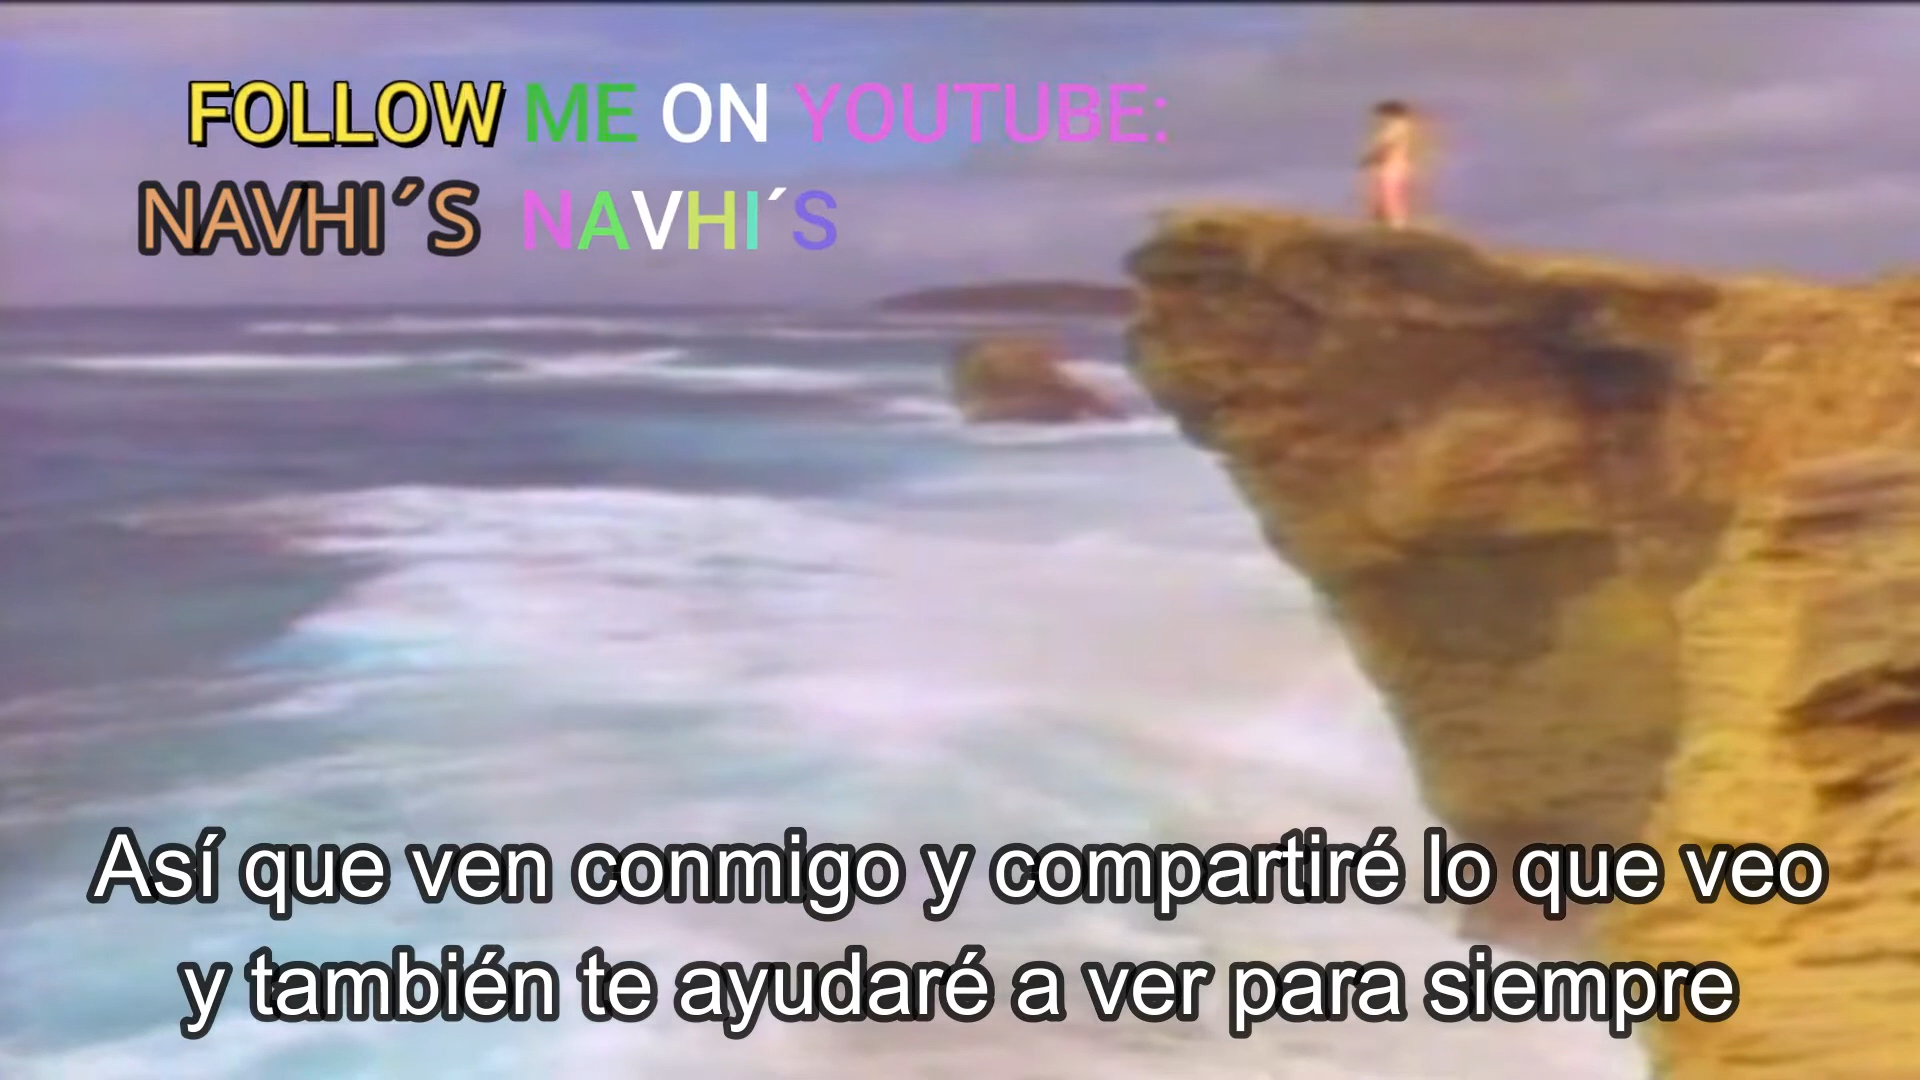 FOLLOW ME ON YOUTUBE:
NAVHI´S NAVHI´S
Así que ven conmigo y compartiré lo que veo
y también te ayudaré a ver para siempre